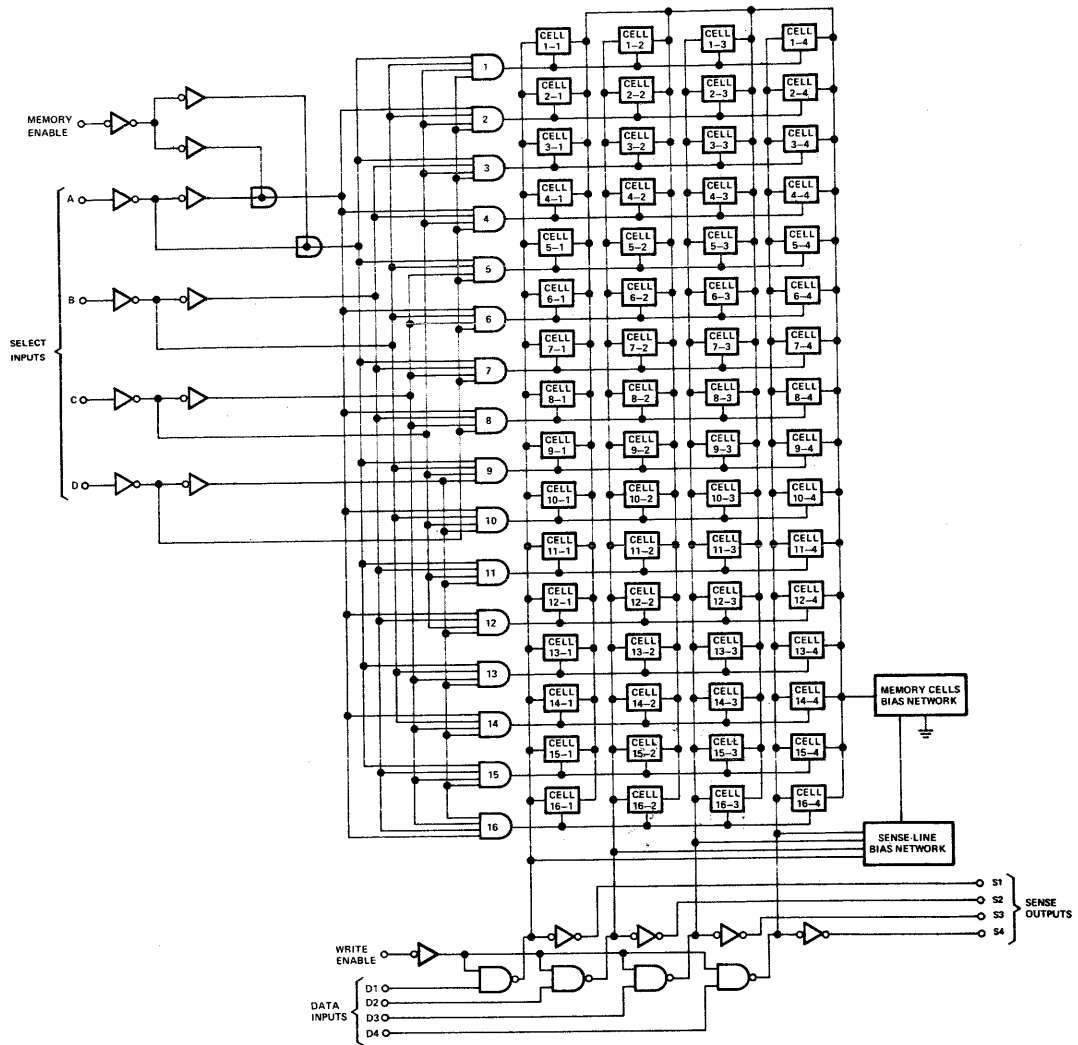 CELL 1–1
CELL 1–2
CELL 1–3
CELL 1–4
1
CELL 2–1
CELL 2–2
CELL 2–3
CELL 2–4
MEMORY ENABLE
2
CELL 3–1
CELL 3–2
CELL 3–3
CELL 3–4
3
CELL 4–1
CELL 4–2
CELL 4–3
CELL 4–4
A
4
CELL 5–1
CELL 5–2
CELL 5–3
CELL 5–4
5
CELL 6–1
CELL 6–2
CELL 6–3
CELL 6–4
B
6
SELECT INPUTS
CELL 7–1
CELL 7–2
CELL 7–3
CELL 7–4
7
CELL 8–1
CELL 8–2
CELL 8–3
CELL 8–4
C
8
CELL 9–1
CELL 9–2
CELL 9–3
CELL 9–4
9
D
CELL 10–1
CELL 10–2
CELL 10–3
CELL 10–4
10
CELL 11–1
CELL 11–2
CELL 11–3
CELL 11–4
11
CELL 12–1
CELL 12–2
CELL 12–3
CELL 12–4
12
CELL 13–1
CELL 13–2
CELL 13–3
CELL 13–4
13
CELL 14–1
CELL 14–2
CELL 14–3
CELL 14–4
MEMORY CELLS
BIAS NETWORK
14
CELL 15–1
CELL 15–2
CELL 15–3
CELL 15–4
15
CELL 16–1
CELL 16–2
CELL 16–3
CELL 16–4
16
SENSE-LINE
BIAS NETWORK
S1
S2
S3
S4
SENSE
OUTPUTS
WRITE
ENABLE
DATA
INPUTS
D1
D2
D3
D4